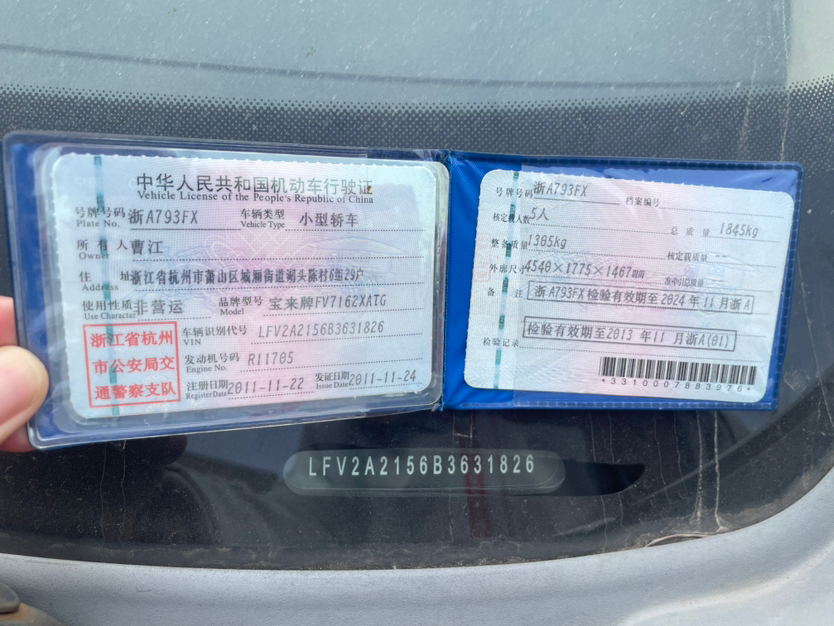 中华人民共和国机动车行驶证
Vehicle License of the People's Republic of China
号牌号码 浙A793FX 车辆类型 小型轿车
Plate No. Vehicle Type
所有人 曹江
Owner
住址 浙江省杭州市萧山区城厢街道湖头陈村6组29户
Address
使用性质 非营运 品牌型号 宝来牌FV7162XATG
Use Character Model
浙江省杭州
市公安局交
通警察支队
车辆识别代号 LFV2A2156B3631826
VIN
发动机号码 R11705
Engine No.
注册日期 2011-11-22 发证日期 2011-11-24
Register Date Issue Date
号牌号码 浙A793FX 档案编号
核定载人数 5人 总质量 1845kg
整备质量 1305kg 核定载质量 --
外廓尺寸 4540×1775×1467mm 准牵引总质量 --
备注 浙A793FX检验有效期至2024年11月浙A
检验记录 检验有效期至2013年11月浙A(01)
*3310007883276*
LFV2A2156B3631826